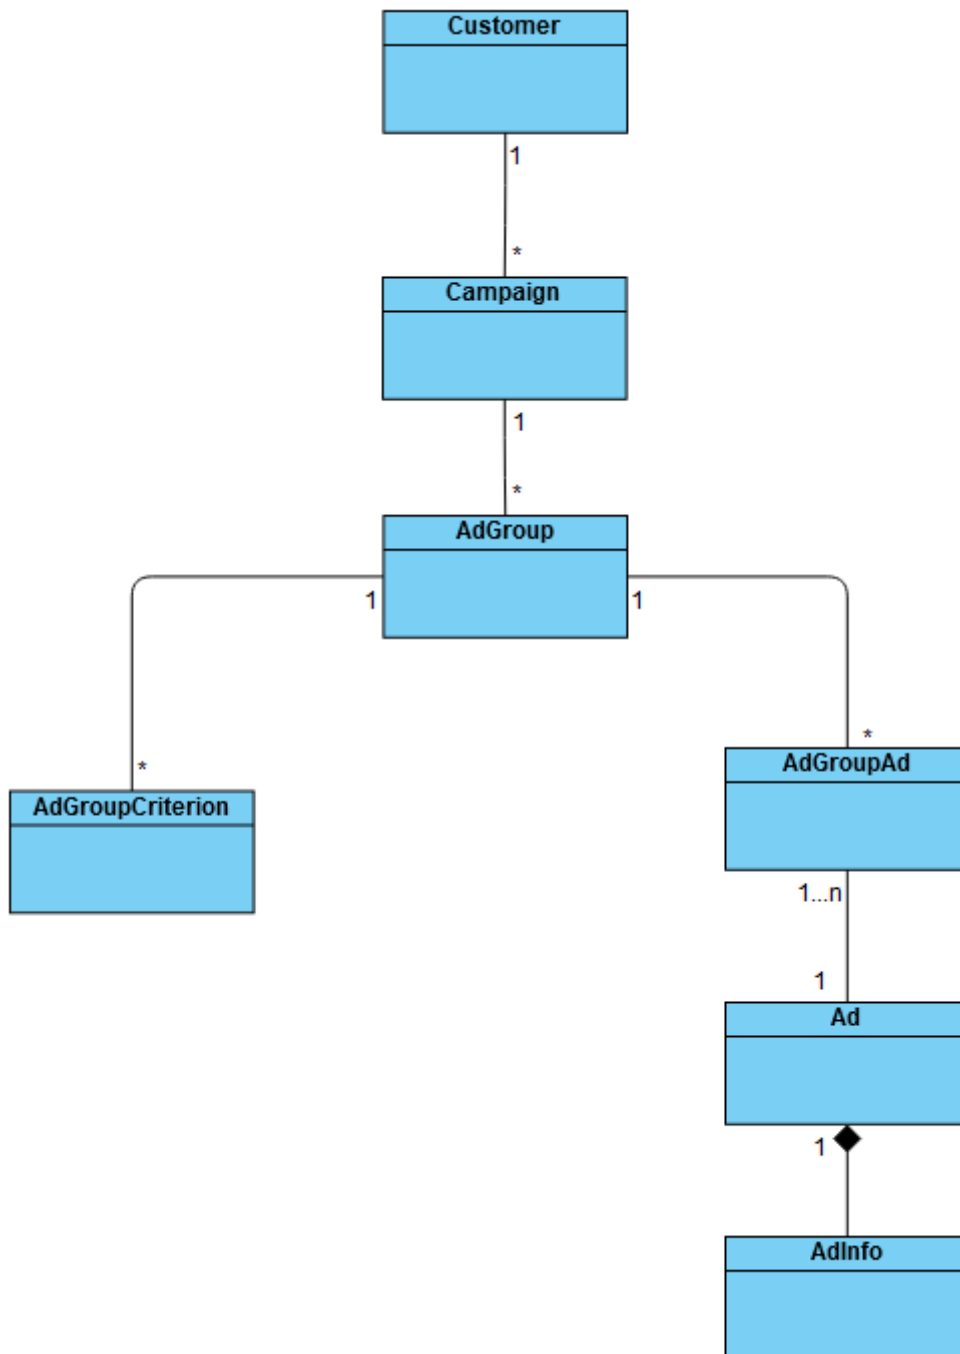 Customer
1
*
Campaign
1
*
AdGroup
1
1
*
*
AdGroupCriterion
AdGroupAd
1...n
1
Ad
1
AdInfo